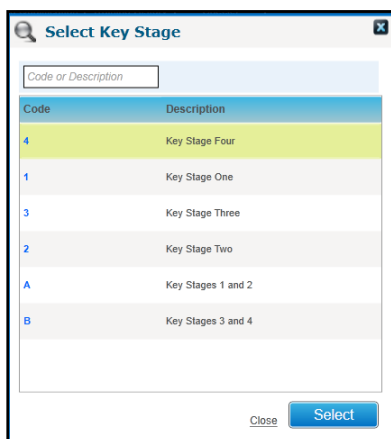 Select Key Stage
Code or Description
Code Description
4 Key Stage Four
1 Key Stage One
3 Key Stage Three
2 Key Stage Two
A Key Stages 1 and 2
B Key Stages 3 and 4
Close Select